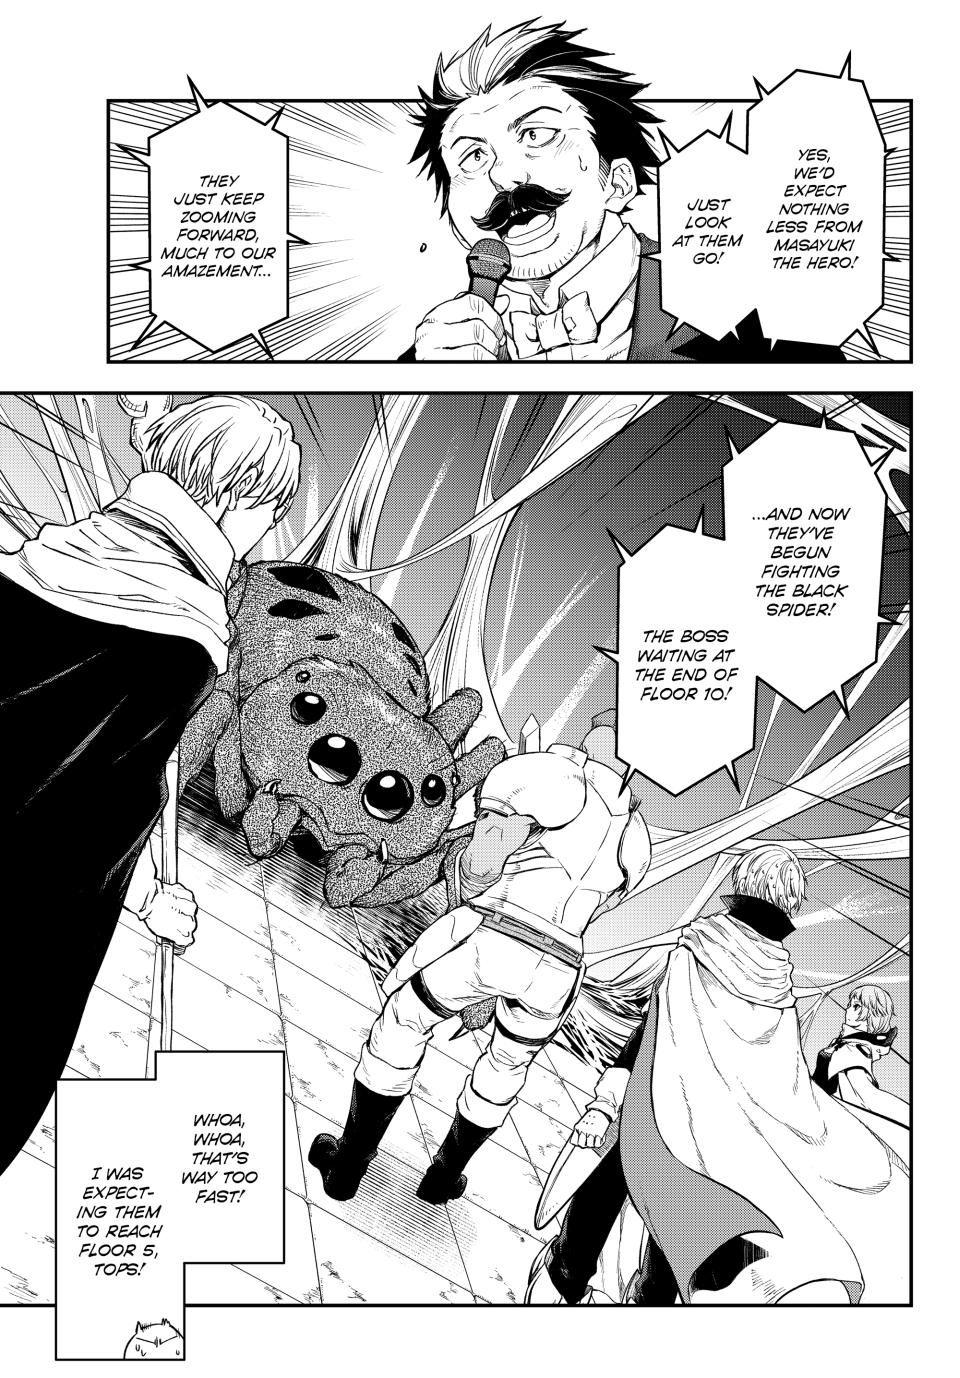 YES,
WE'D
EXPECT
NOTHING
LESS FROM
MASAYUKI
THE HERO!
JUST
LOOK
AT THEM
GO!
THEY
JUST KEEP
ZOOMING
FORWARD,
MUCH TO OUR
AMAZEMENT...
...AND NOW
THEY'VE
BEGUN
FIGHTING
THE BLACK
SPIDER!
THE BOSS
WAITING AT
THE END OF
FLOOR 10!
WHOA,
WHOA,
THAT'S
WAY TOO
FAST!
I WAS
EXPECT-
ING THEM
TO REACH
FLOOR 5,
TOPS!